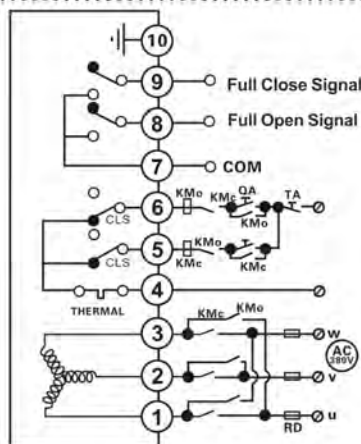 10
9 Full Close Signal
8 Full Open Signal
7 COM
6 KMo KMc QA TA
KMo
CLS
5 KMo
KMc KMc
CLS
4
THERMAL
3 KMc KMo w
AC
380V
2 v
1 u
RD